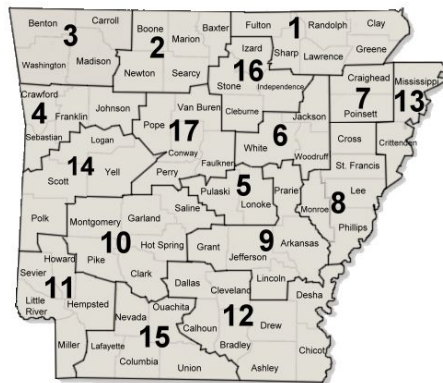 Benton Carroll
3
Washington Madison
Boone Marion Baxter
2
Newton Searcy
Fulton 1 Randolph Clay
Sharp Lawrence Greene
Izard
16
Stone Independence
Cleburne
Craighead
7
Poinsett
Mississippi
13
Crittenden
Crawford
4
Franklin Johnson
Sebastian
Van Buren
Pope 17
Conway
Faulkner
Jackson
6
White Woodruff
Cross
St. Francis
Lee
8
Monroe Phillips
Logan
14
Scott Yell
Polk
Perry
Pulaski 5 Lonoke
Prarie
Saline
Montgomery Garland
10 Hot Spring
Pike Clark
Grant 9 Arkansas
Jefferson
Lincoln
Howard
Sevier
11
Little
River Hempsted
Miller
Dallas Cleveland
12
Calhoun Drew
Bradley
Ashley
Desha
Chicot
Nevada Ouachita
15
Lafayette
Columbia Union